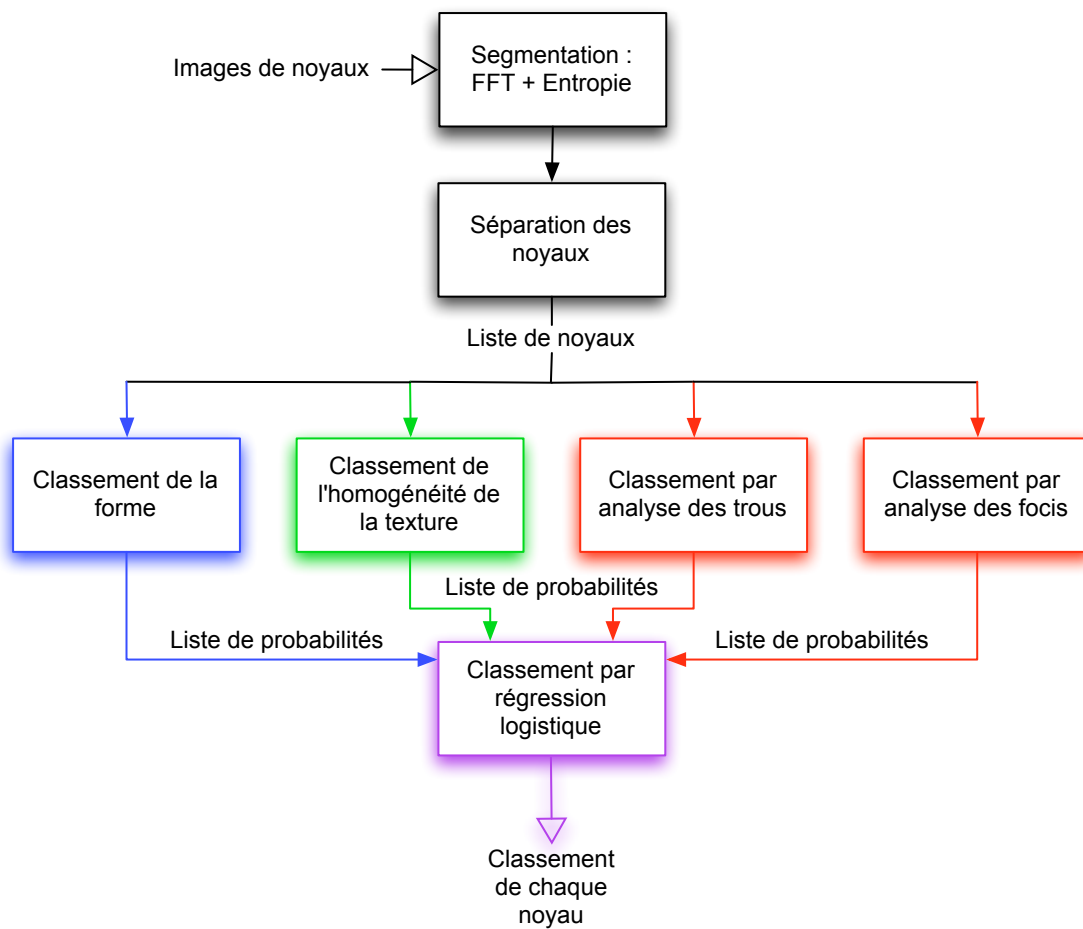 Segmentation :
FFT + Entropie
Images de noyaux
Séparation des
noyaux
Liste de noyaux
Classement de la
forme
Classement de
l'homogénéité de
la texture
Classement par
analyse des trous
Classement par
analyse des focis
Liste de probabilités
Liste de probabilités
Liste de probabilités
Classement par
régression
logistique
Classement
de chaque
noyau